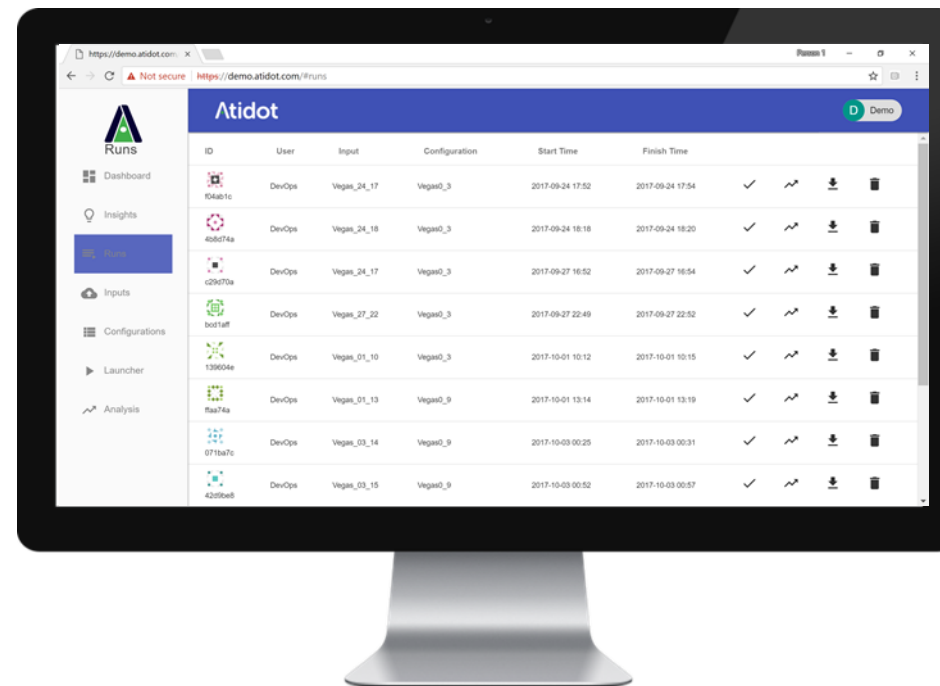 https://demo.atidot.com
Person 1
Not secure https://demo.atidot.com/#runs
Atidot
D Demo
Runs
Dashboard
Insights
Runs
Inputs
Configurations
Launcher
Analysis
ID User Input Configuration Start Time Finish Time
f04ab1c DevOps Vegas_24_17 Vegas0_3 2017-09-24 17:52 2017-09-24 17:54
4b8d74a DevOps Vegas_24_18 Vegas0_3 2017-09-24 18:18 2017-09-24 18:20
c29d70a DevOps Vegas_24_17 Vegas0_3 2017-09-27 16:52 2017-09-27 16:54
bcd1aff DevOps Vegas_27_22 Vegas0_3 2017-09-27 22:49 2017-09-27 22:52
139604e DevOps Vegas_01_10 Vegas0_3 2017-10-01 10:12 2017-10-01 10:15
ffaa74a DevOps Vegas_01_13 Vegas0_9 2017-10-01 13:14 2017-10-01 13:19
071ba7c DevOps Vegas_03_14 Vegas0_9 2017-10-03 00:25 2017-10-03 00:31
42d9be8 DevOps Vegas_03_15 Vegas0_9 2017-10-03 00:52 2017-10-03 00:57